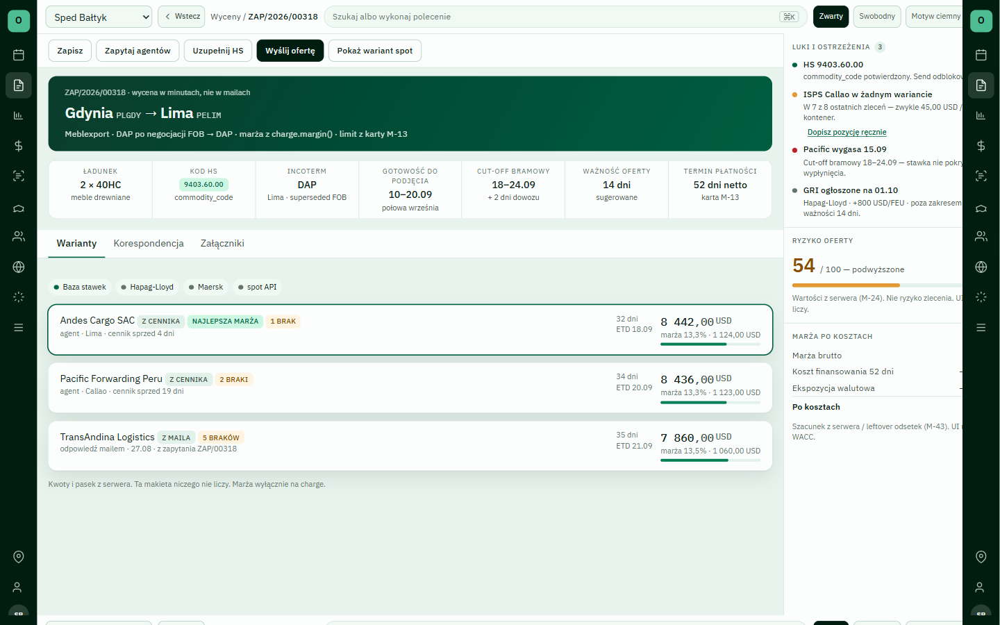 O
Sped Bałtyk
Wstecz
Wyceny / ZAP/2026/00318
Szukaj albo wykonaj polecenie
⌘K
Zwarty
Swobodny
Motyw ciemny
O
Zapisz
Zapytaj agentów
Uzupełnij HS
Wyślij ofertę
Pokaż wariant spot
ZAP/2026/00318 · wycena w minutach, nie w mailach
Gdynia PLGDY → Lima PELIM
Meblexport · DAP po negocjacji FOB → DAP · marża z charge.margin() · limit z karty M-13
ŁADUNEK
2 × 40HC
meble drewniane
KOD HS
9403.60.00
commodity_code
INCOTERM
DAP
Lima · superseded FOB
GOTOWOŚĆ DO
PODJĘCIA
10–20.09
połowa września
CUT-OFF BRAMOWY
18–24.09
+ 2 dni dowozu
WAŻNOŚĆ OFERTY
14 dni
sugerowane
TERMIN PŁATNOŚCI
52 dni netto
karta M-13
Warianty
Korespondencja
Załączniki
Baza stawek
Hapag-Lloyd
Maersk
spot API
Andes Cargo SAC Z CENNIKA NAJLEPSZA MARŻA 1 BRAK
agent · Lima · cennik sprzed 4 dni
32 dni
ETD 18.09
8 442,00 USD
marża 13,3% · 1 124,00 USD
Pacific Forwarding Peru Z CENNIKA 2 BRAKI
agent · Callao · cennik sprzed 19 dni
34 dni
ETD 20.09
8 436,00 USD
marża 13,3% · 1 123,00 USD
TransAndina Logistics Z MAILA 5 BRAKÓW
odpowiedź mailem · 27.08 · z zapytania ZAP/00318
35 dni
ETD 21.09
7 860,00 USD
marża 13,5% · 1 060,00 USD
Kwoty i pasek z serwera. Ta makieta niczego nie liczy. Marża wyłącznie na charge.
LUKI I OSTRZEŻENIA 3
HS 9403.60.00
commodity_code potwierdzony. Send odbloko
ISPS Callao w żadnym wariancie
W 7 z 8 ostatnich zleceń — zwykle 45,00 USD /
kontener.
Dopisz pozycję ręcznie
Pacific wygasa 15.09
Cut-off bramowy 18–24.09 — stawka nie pokry
wypłynięcia.
GRI ogłoszone na 01.10
Hapag-Lloyd · +800 USD/FEU · poza zakresem
ważności 14 dni.
RYZYKO OFERTY
54 / 100 — podwyższone
Wartości z serwera (M-24). Nie ryzyko zlecenia. UI
liczy.
MARŻA PO KOSZTACH
Marża brutto
Koszt finansowania 52 dni
Ekspozycja walutowa
Po kosztach
Szacunek z serwera / leftover odsetek (M-43). UI
WACC.